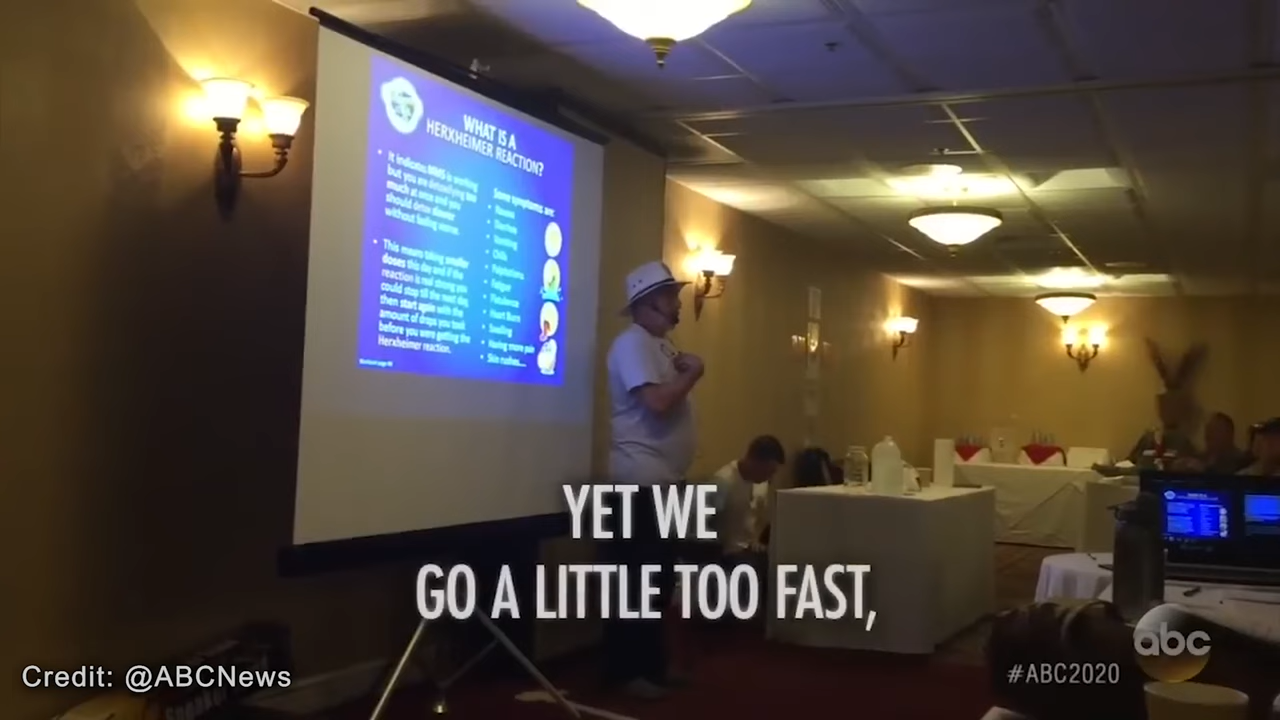 WHAT IS A
HERXHEIMER REACTION?
• It indicates MMS is working
but you are detoxifying too
much at once and you
should detox slower
without feeling worse.
• This means taking smaller
doses this day and if the
reaction is real strong you
could stop till the next day,
then start again with the
amount of drops you took
before you were getting the
Herxheimer reaction.
Some symptoms are:
• Nausea
• Diarrhea
• Vomiting
• Chills
• Palpitations
• Fatigue
• Flatulence
• Heart Burn
• Swelling
• Having more pain
• Skin rushes....
YET WE
GO A LITTLE TOO FAST,
Credit: @ABCNews
abc
#ABC2020